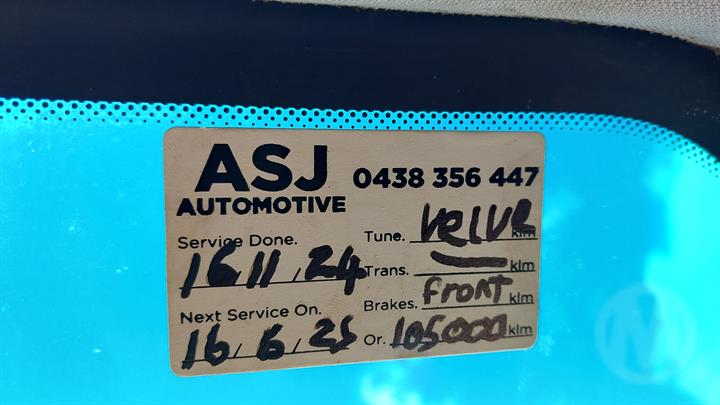 ASJ 0438 356 447
AUTOMOTIVE
Service Done. Tune. Velve klm
16/11/24 Trans. klm
Next Service On. Brakes. front klm
16/6/25 Or. 105000 klm